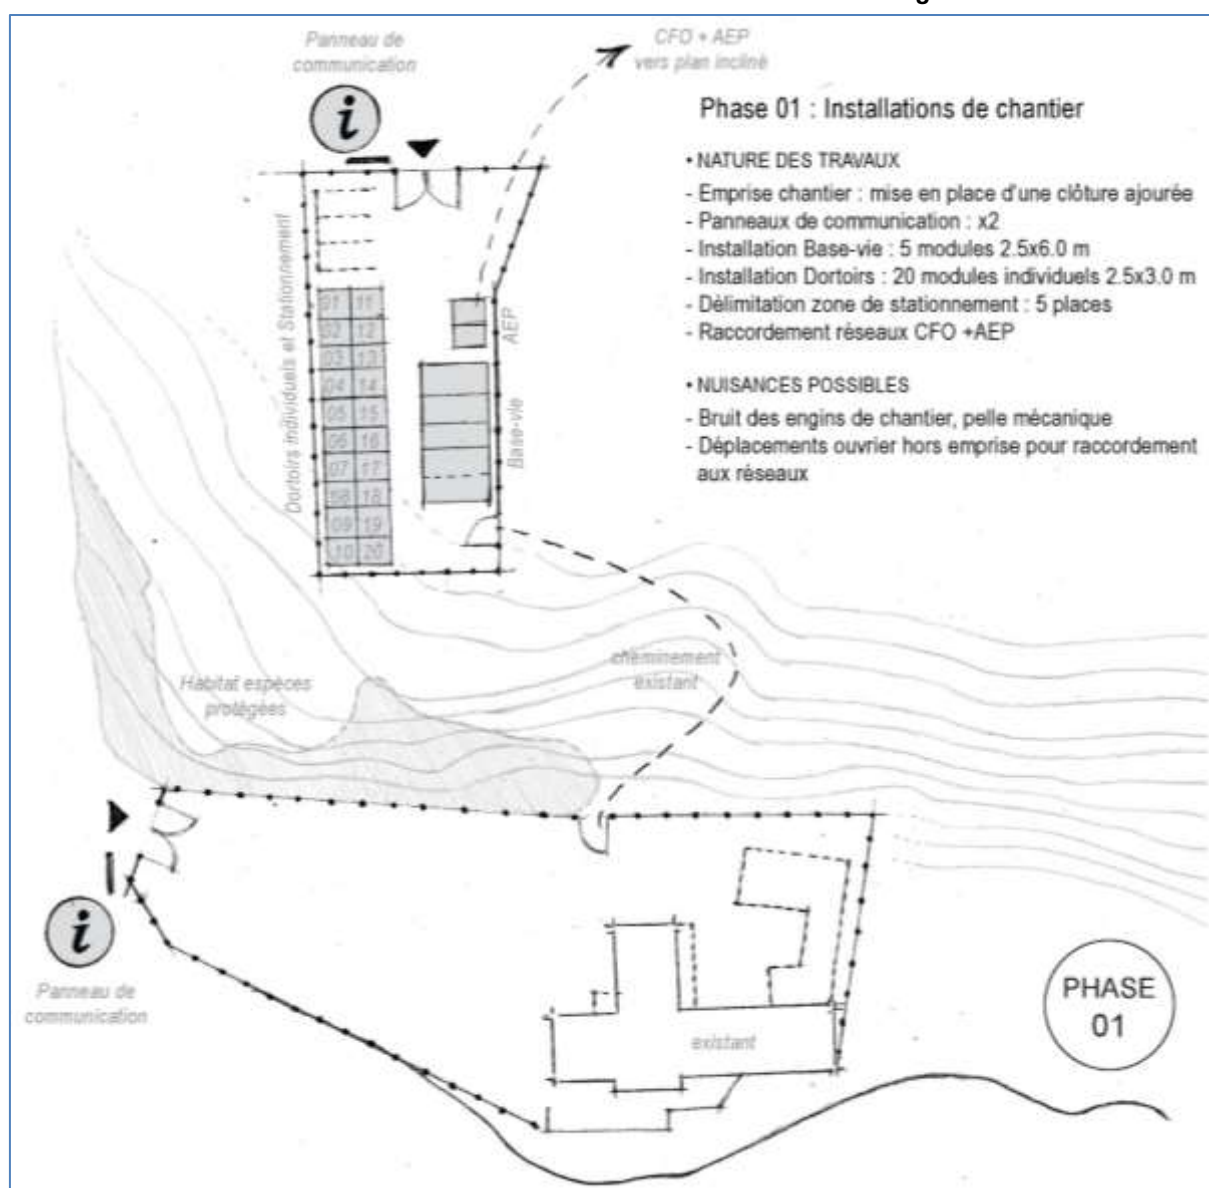 Panneau de
communication
i
CFO + AEP
vers plan incliné
Phase 01 : Installations de chantier
• NATURE DES TRAVAUX
- Emprise chantier : mise en place d'une clôture ajourée
- Panneaux de communication : x2
- Installation Base-vie : 5 modules 2.5x6.0 m
- Installation Dortoirs : 20 modules individuels 2.5x3.0 m
- Délimitation zone de stationnement : 5 places
- Raccordement réseaux CFO +AEP
• NUISANCES POSSIBLES
- Bruit des engins de chantier, pelle mécanique
- Déplacements ouvrier hors emprise pour raccordement
aux réseaux
Dortoirs individuels et Stationnement
01 11
02 12
03 13
04 14
05 15
06 16
07 17
08 18
09 19
10 20
AEP
Base-vie
cheminement
existant
Habitat espèces
protégées
i
Panneau de
communication
existant
PHASE
01